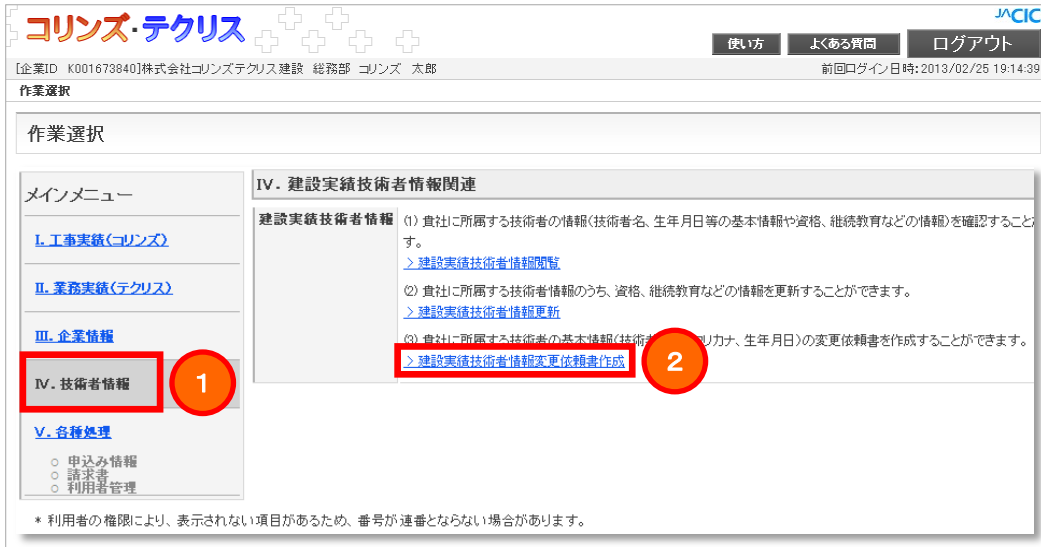 コリンズ・テクリス
JACIC
使い方 よくある質問 ログアウト
[企業ID K001673840]株式会社コリンズテクリス建設 総務部 コリンズ 太郎 前回ログイン日時:2013/02/25 19:14:39
作業選択
作業選択
メインメニュー
I. 工事実績(コリンズ)
II. 業務実績(テクリス)
III. 企業情報
IV. 技術者情報
1
V. 各種処理
申込み情報
請求書
利用者管理
IV. 建設実績技術者情報関連
建設実績技術者情報
(1) 貴社に所属する技術者の情報(技術者名、生年月日等の基本情報や資格、継続教育などの情報)を確認すること
す。
> 建設実績技術者情報閲覧
(2) 貴社に所属する技術者情報のうち、資格、継続教育などの情報を更新することができます。
> 建設実績技術者情報更新
(3) 貴社に所属する技術者の基本情報(技術者 リカナ、生年月日)の変更依頼書を作成することができます。
> 建設実績技術者情報変更依頼書作成
2
* 利用者の権限により、表示されない項目があるため、番号が連番とならない場合があります。